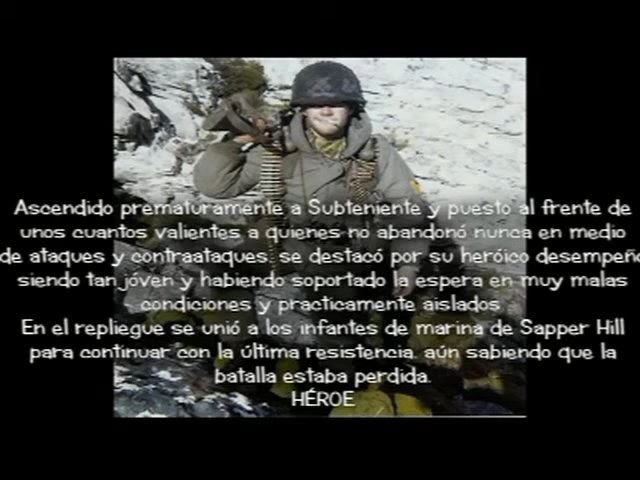 Ascendido prematuramente a Subteniente y puesto al frente de
unos cuantos valientes a quienes no abandonó nunca en medio
de ataques y contraataques, se destacó por su heróico desempeño
siendo tan jóven y habiendo soportado la espera en muy malas
condiciones y practicamente aislados.
En el repliegue se unió a los infantes de marina de Sapper Hill
para continuar con la última resistencia, aún sabiendo que la
batalla estaba perdida.
HÉROE